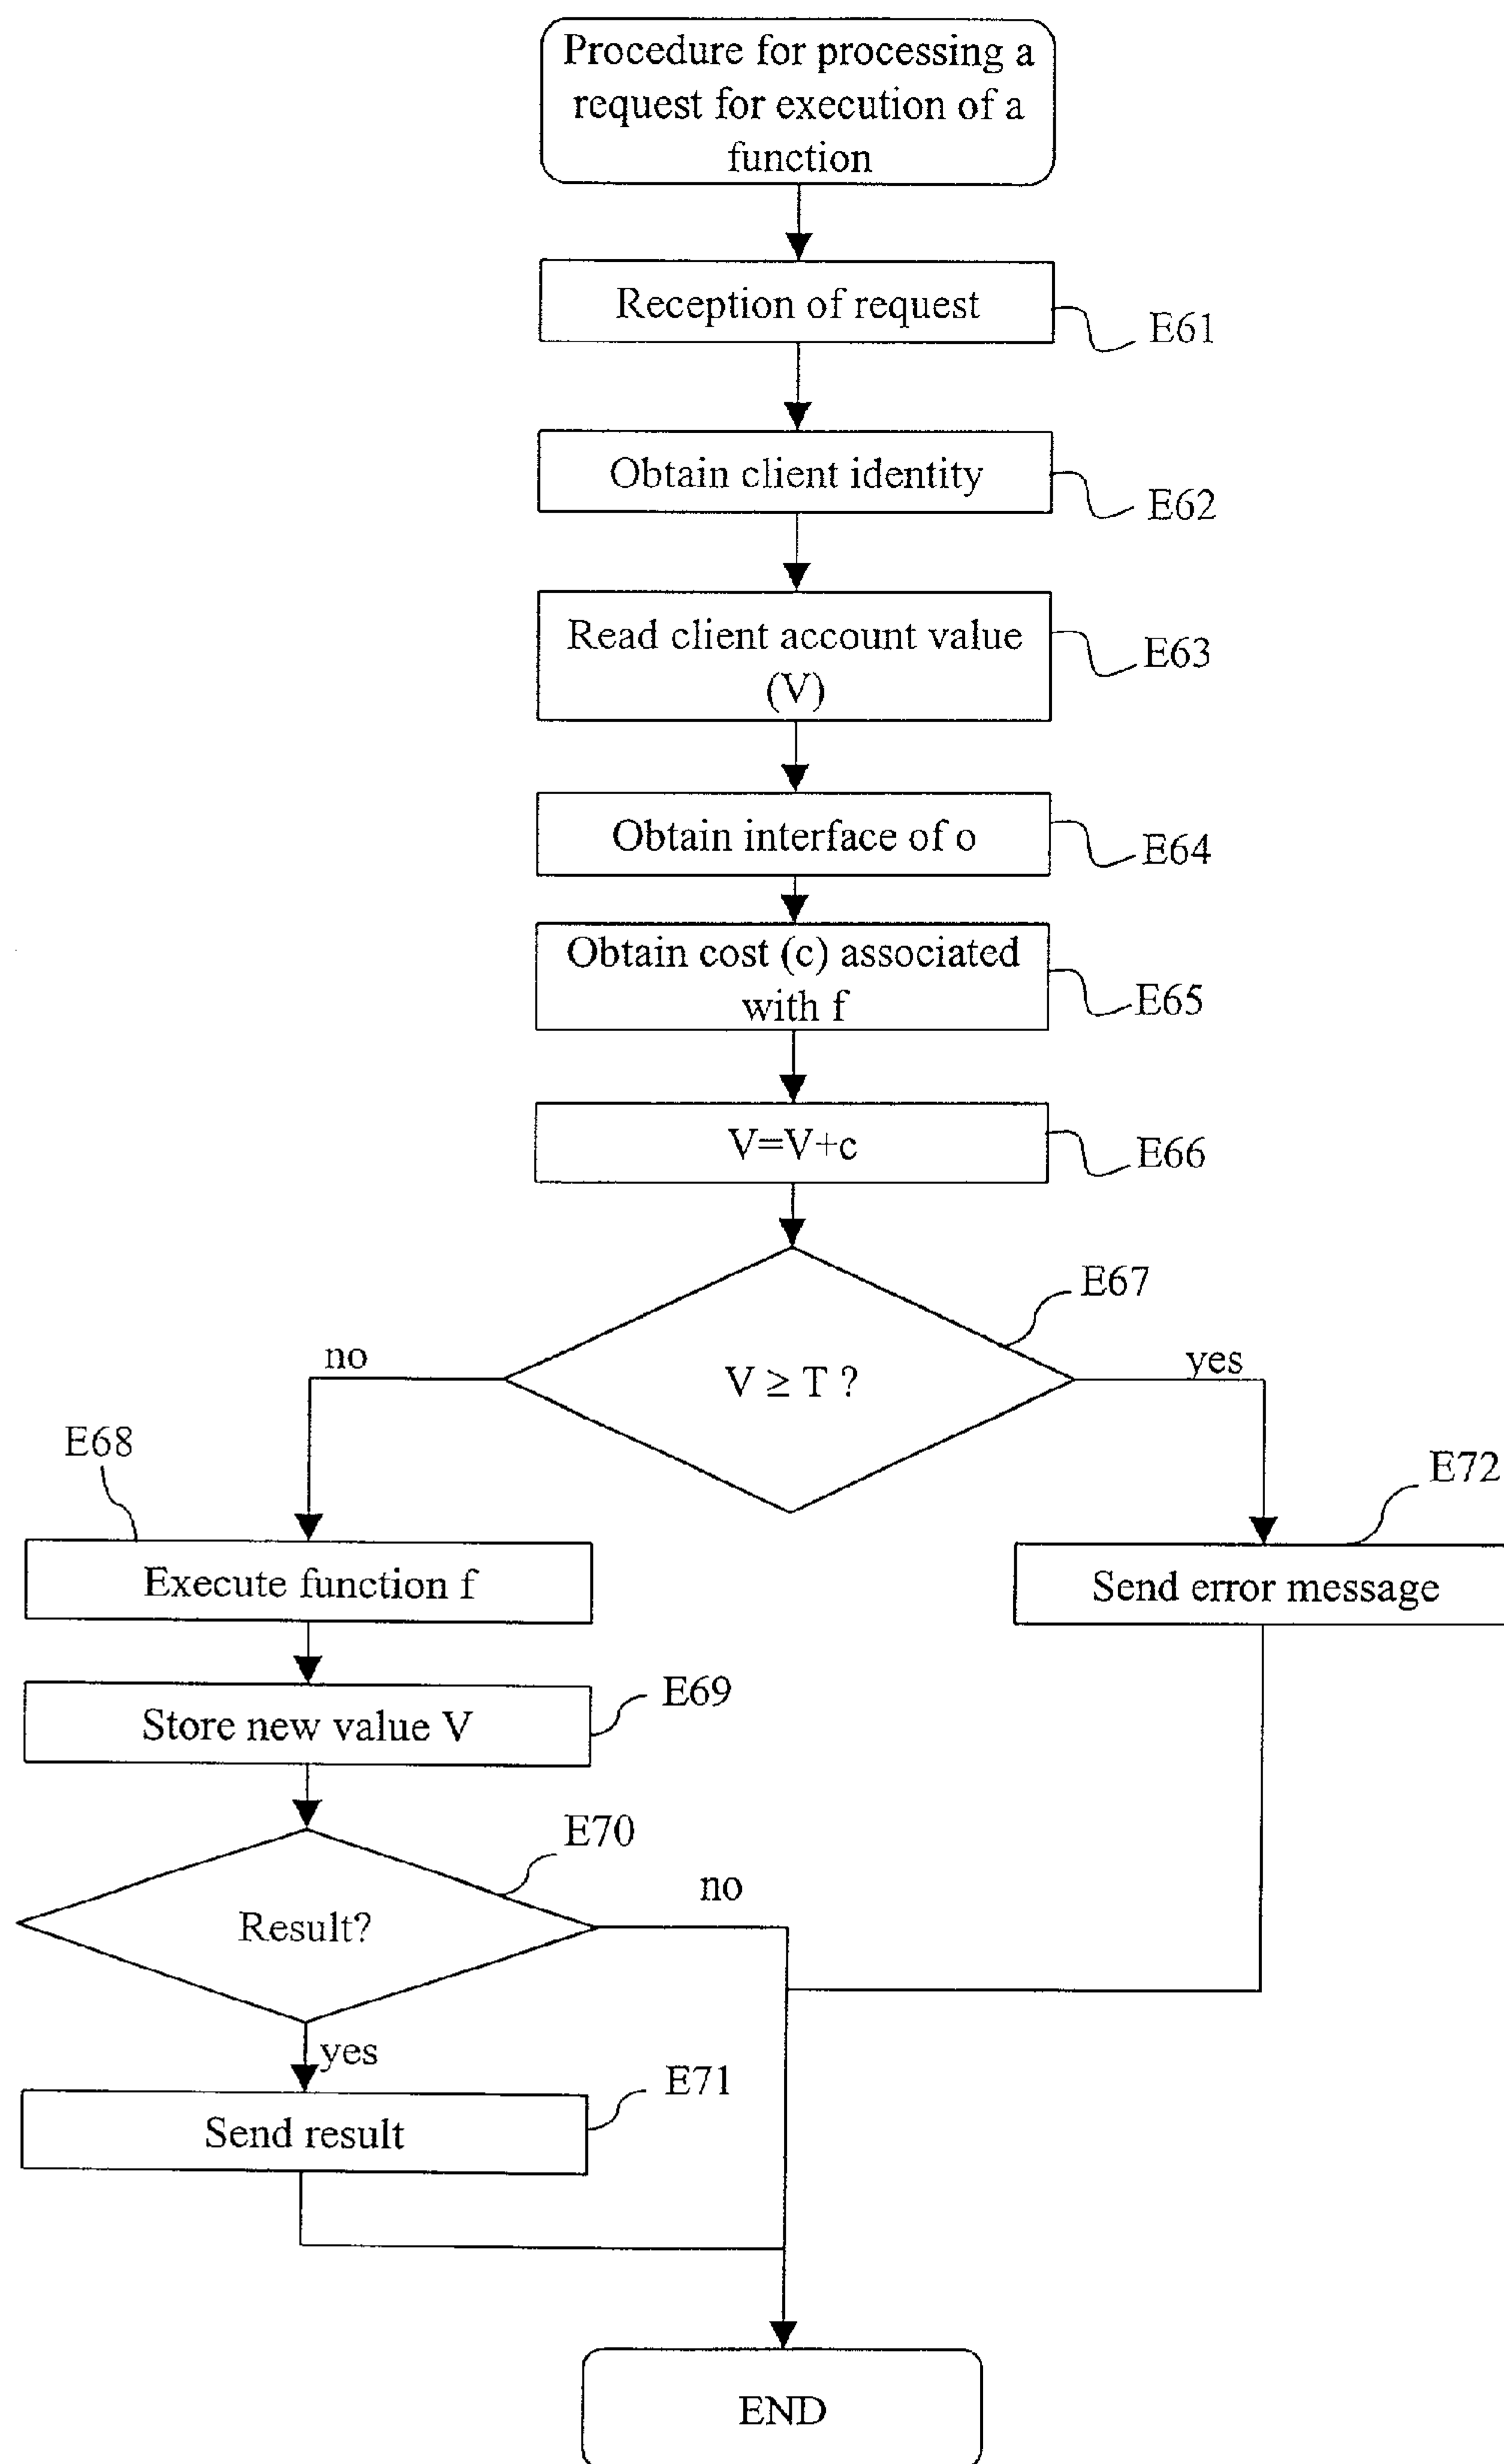 Procedure for processing a
request for execution of a
function
Reception of request
E61
Obtain client identity
E62
Read client account value
(V)
E63
Obtain interface of o
E64
Obtain cost (c) associated
with f
E65
V=V+c
E66
E67
no
V ≥ T ?
yes
E68
E72
Execute function f
Send error message
E69
Store new value V
E70
no
Result?
yes
E71
Send result
END